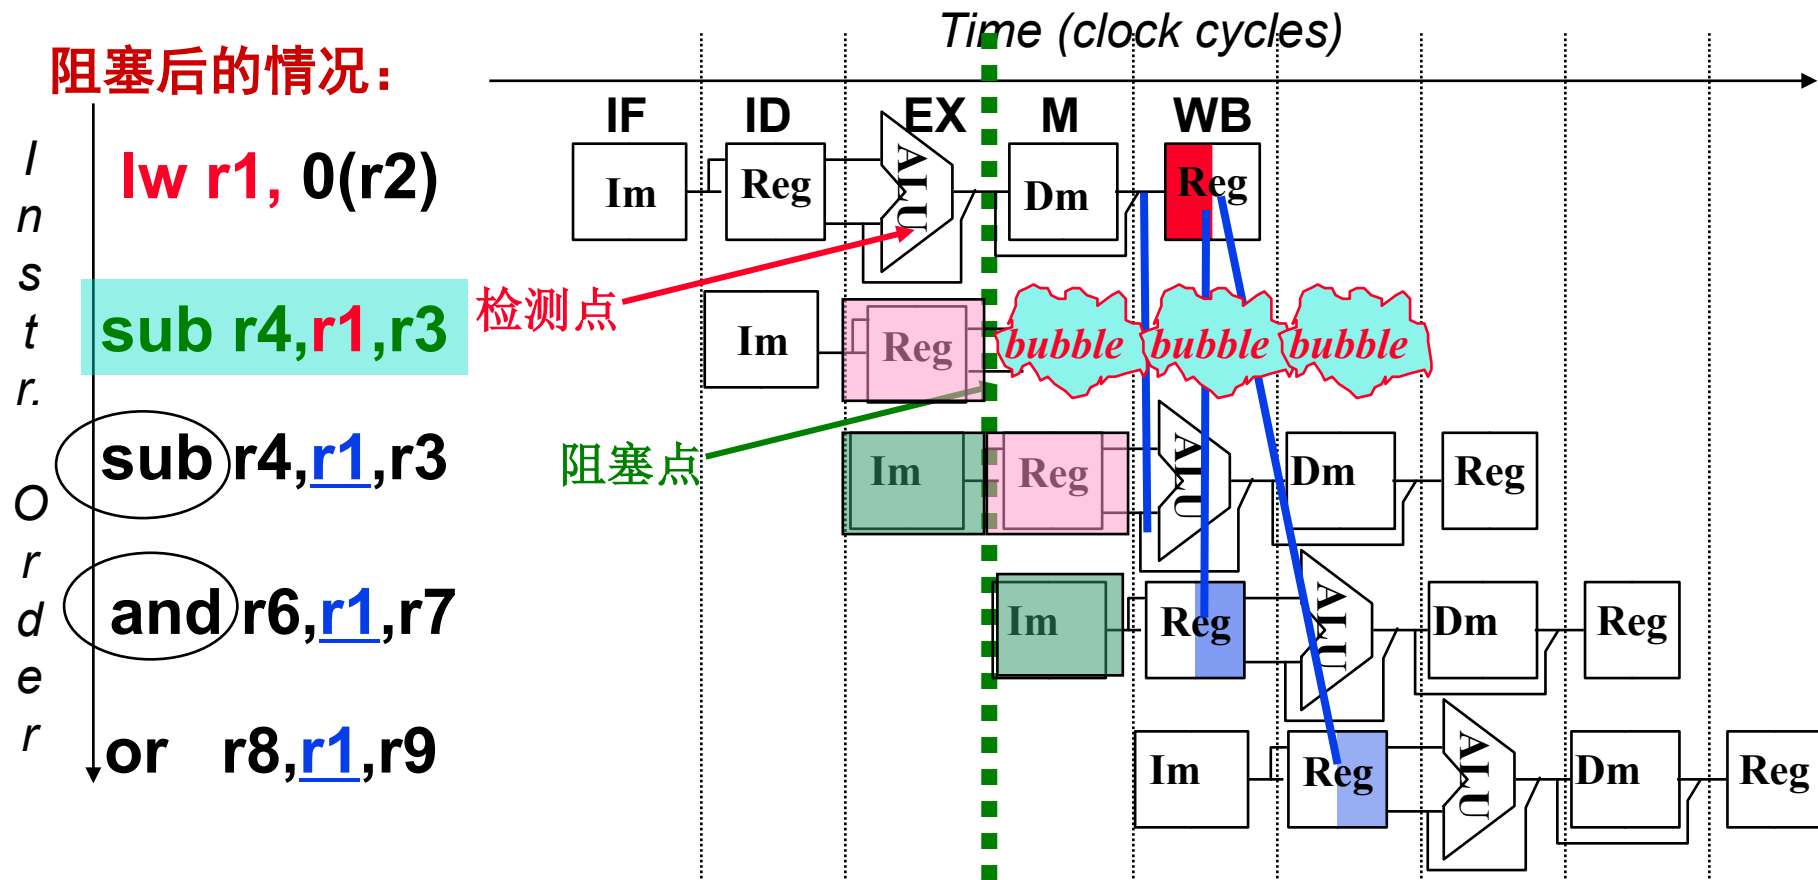 Time (clock cycles)
阻塞后的情况：
Instr. Order
IF ID EX M WB
lw r1, 0(r2)
Im Reg ALU Dm Reg
检测点
sub r4,r1,r3
Im Reg bubble bubble bubble
阻塞点
sub r4,r1,r3
Im Reg ALU Dm Reg
and r6,r1,r7
Im Reg ALU Dm Reg
or r8,r1,r9
Im Reg ALU Dm Reg